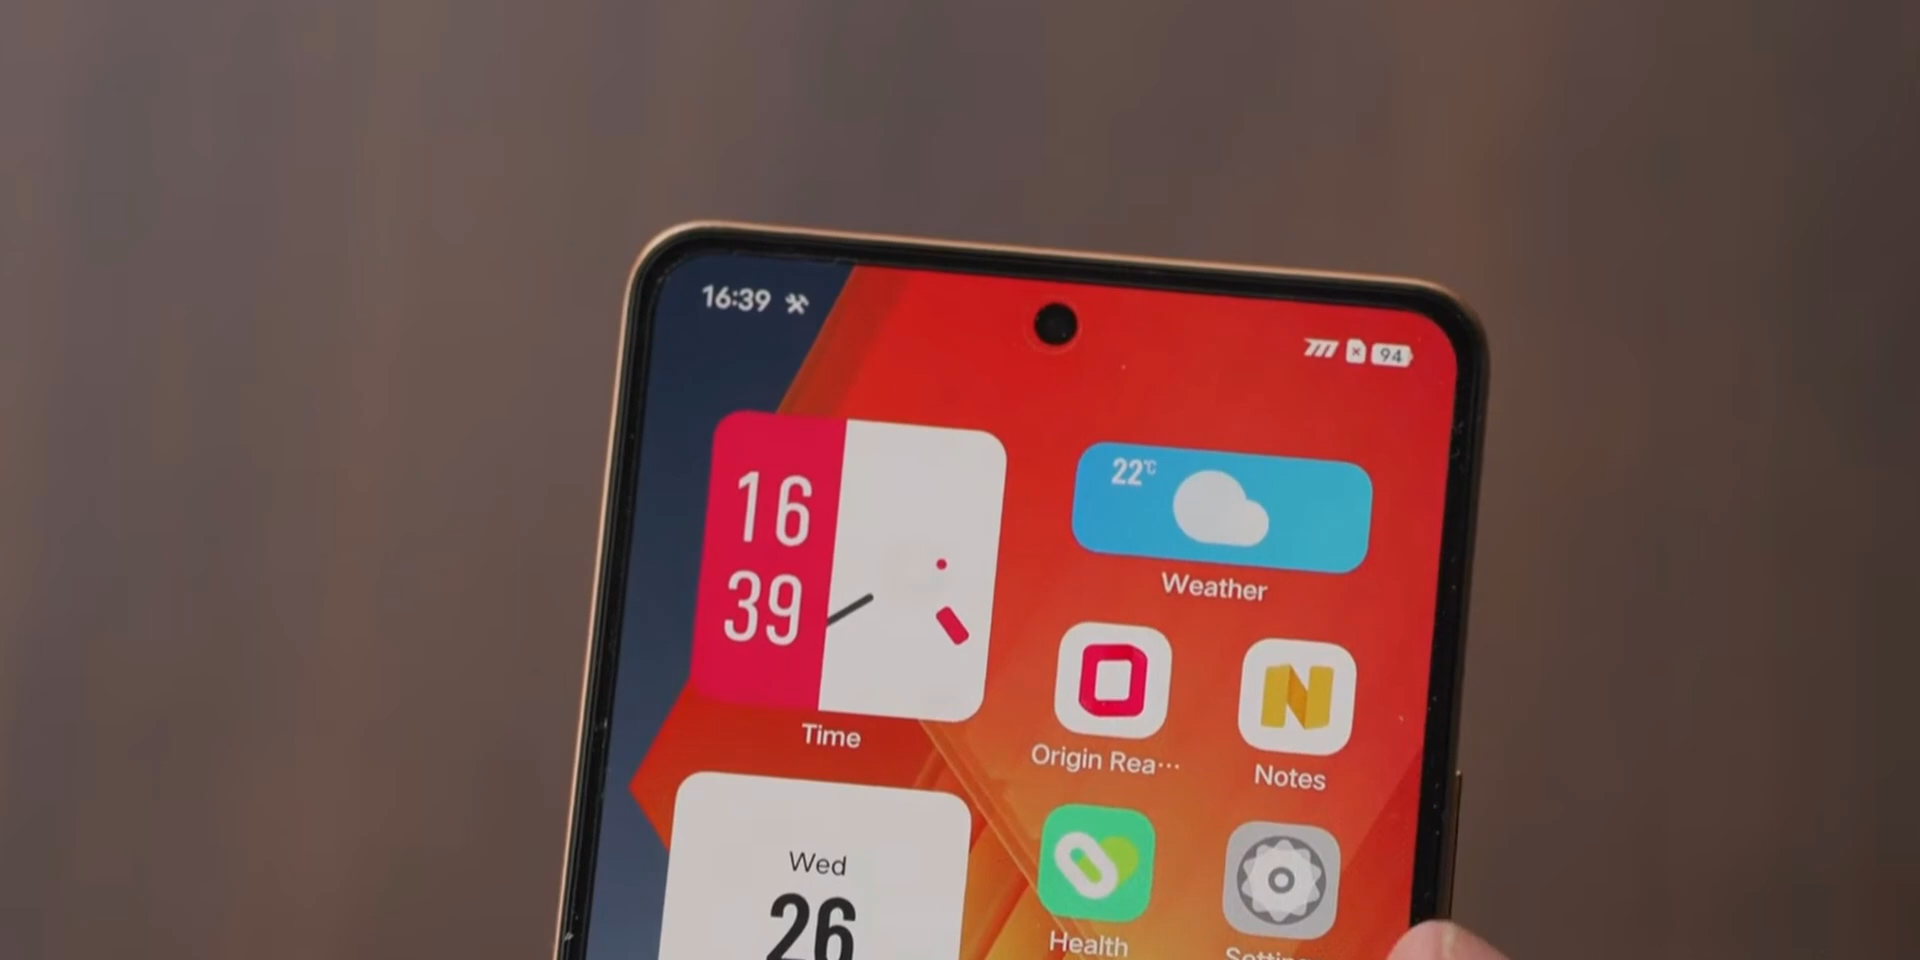 16:39
94
16
39
22°C
Weather
Time
Origin Rea···
N
Notes
Wed
26
Health